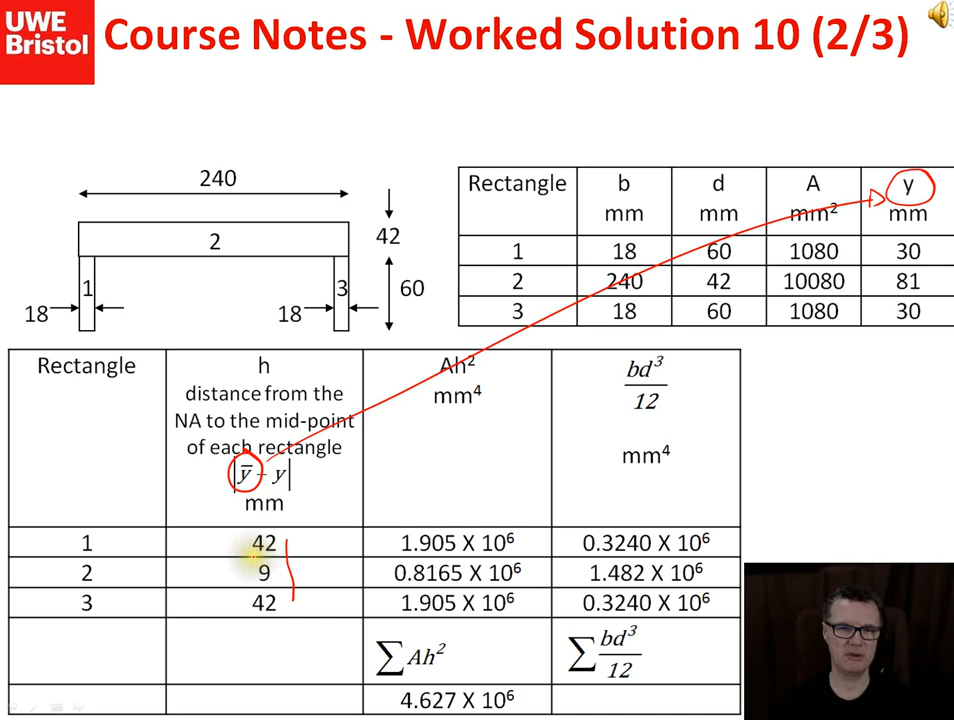 UWE
Bristol
Course Notes - Worked Solution 10 (2/3)
240
2
42
1
3
60
18
18
Rectangle b d A y
mm mm mm² mm
1 18 60 1080 30
2 240 42 10080 81
3 18 60 1080 30
Rectangle h Ah² bd³/12
distance from the mm⁴
NA to the mid-point
of each rectangle mm⁴
|ȳ - y|
mm
1 42 1.905 X 10⁶ 0.3240 X 10⁶
2 9 0.8165 X 10⁶ 1.482 X 10⁶
3 42 1.905 X 10⁶ 0.3240 X 10⁶
∑Ah² ∑bd³/12
4.627 X 10⁶